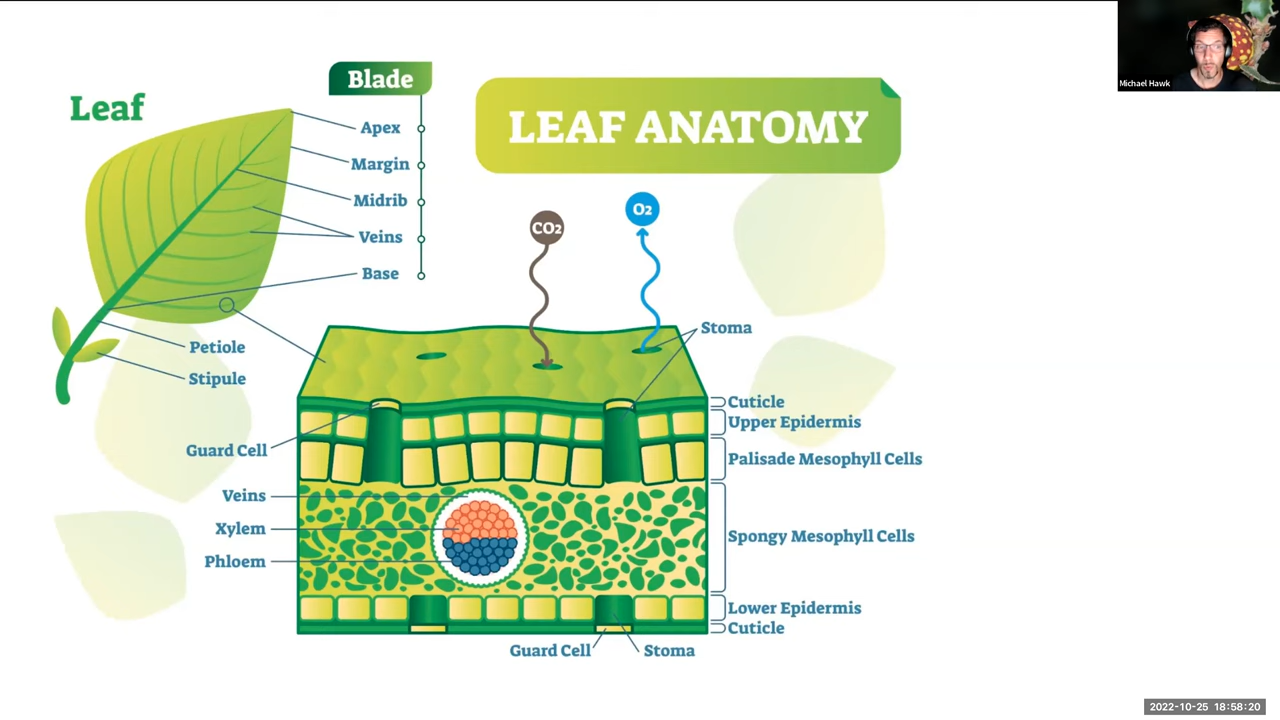 Leaf
Blade
Apex
Margin
Midrib
Veins
Base
Petiole
Stipule
LEAF ANATOMY
CO2
O2
Stoma
Guard Cell
Veins
Xylem
Phloem
Cuticle
Upper Epidermis
Palisade Mesophyll Cells
Spongy Mesophyll Cells
Lower Epidermis
Cuticle
Guard Cell
Stoma
Michael Hawk
2022-10-25 18:58:20